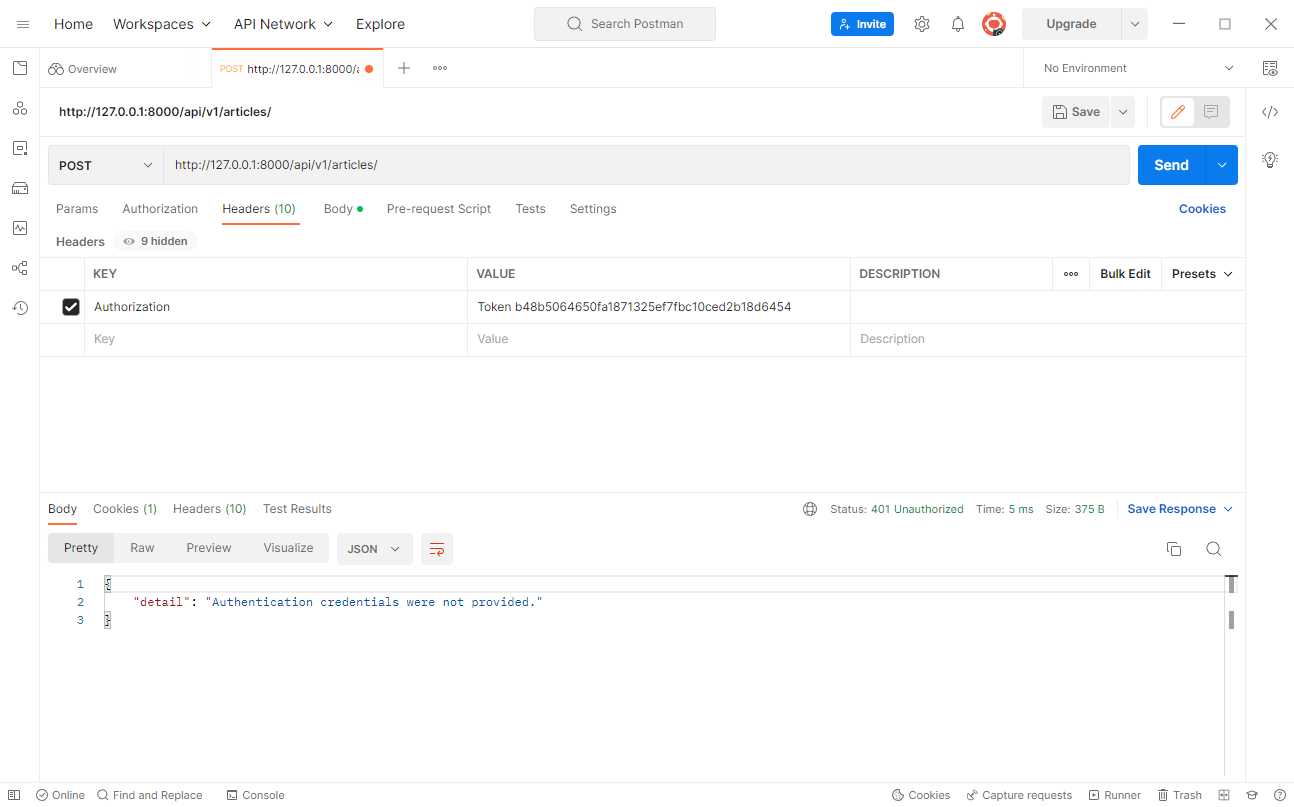 Home Workspaces API Network Explore Search Postman Invite Upgrade
Overview POST http://127.0.0.1:8000/a No Environment
http://127.0.0.1:8000/api/v1/articles/ Save
POST http://127.0.0.1:8000/api/v1/articles/ Send
Params Authorization Headers (10) Body Pre-request Script Tests Settings Cookies
Headers 9 hidden
KEY VALUE DESCRIPTION Bulk Edit Presets
Authorization Token b48b5064650fa1871325ef7fbc10ced2b18d6454
Key Value Description
Body Cookies (1) Headers (10) Test Results Status: 401 Unauthorized Time: 5 ms Size: 375 B Save Response
Pretty Raw Preview Visualize JSON
1 {
2 "detail": "Authentication credentials were not provided."
3 }
Online Find and Replace Console Cookies Capture requests Runner Trash